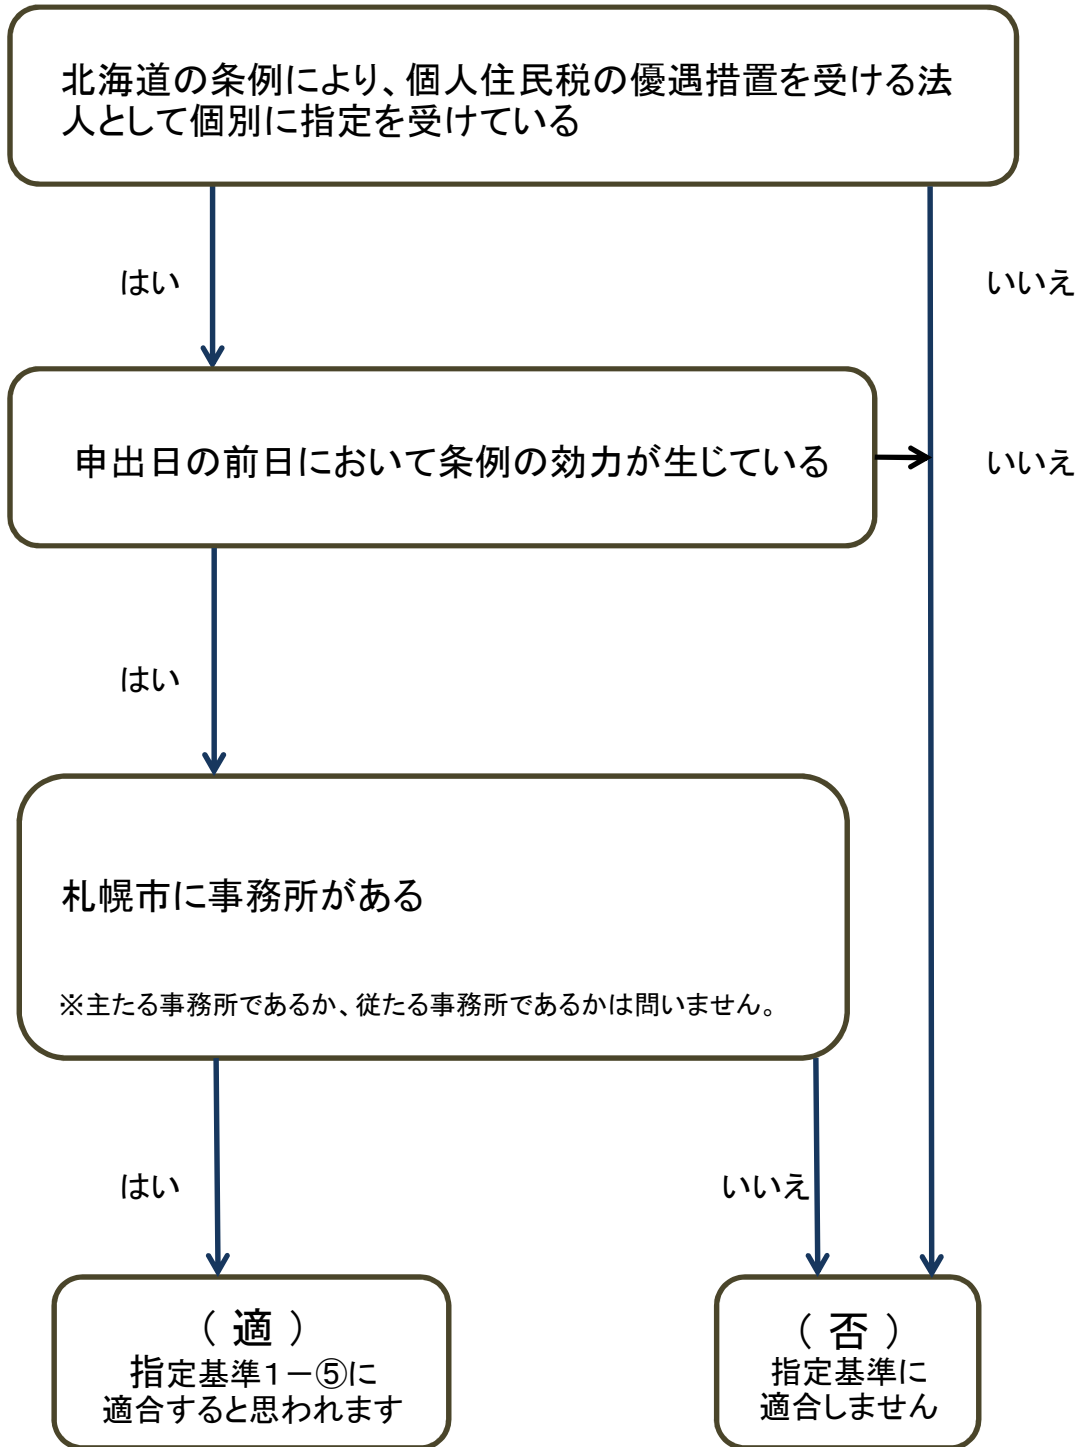 北海道の条例により、個人住民税の優遇措置を受ける法
人として個別に指定を受けている
はい
いいえ
申出日の前日において条例の効力が生じている
いいえ
はい
札幌市に事務所がある
※主たる事務所であるか、従たる事務所であるかは問いません。
はい
いいえ
（ 適 ）
指定基準１－⑤に
適合すると思われます
（ 否 ）
指定基準に
適合しません